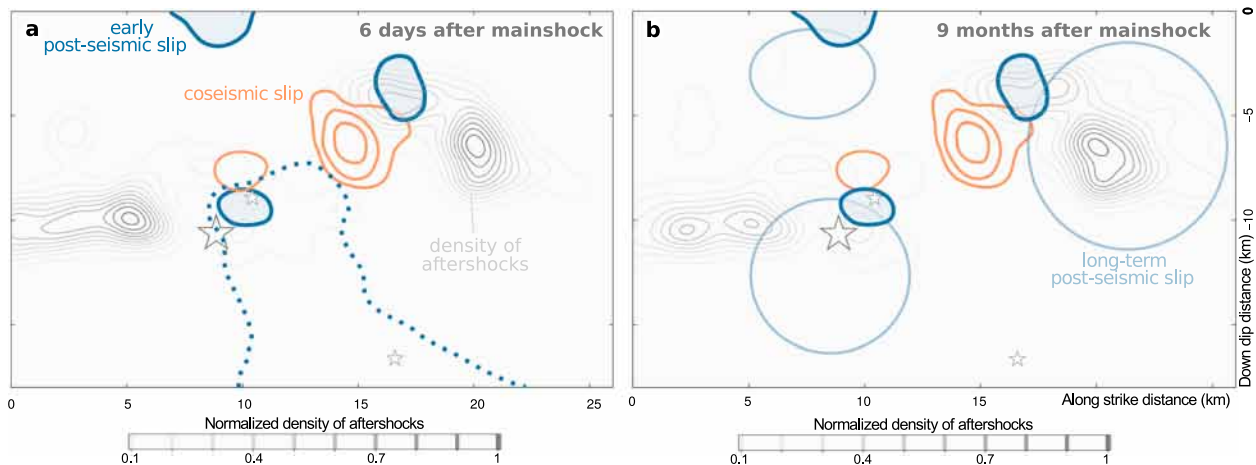 a
early
post-seismic slip
6 days after mainshock
coseismic slip
density of
aftershocks
0 5 10 15 20 25
Normalized density of aftershocks
0.1 0.4 0.7 1
b
9 months after mainshock
long-term
post-seismic slip
0
-5
-10
Down dip distance (km)
0 5 10 15 Along strike distance (km)
Normalized density of aftershocks
0.1 0.4 0.7 1